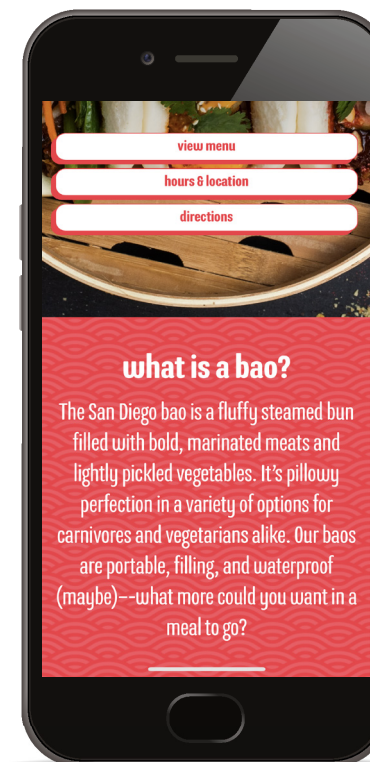 view menu
hours & location
directions
what is a bao?
The San Diego bao is a fluffy steamed bun
filled with bold, marinated meats and
lightly pickled vegetables. It's pillowy
perfection in a variety of options for
carnivores and vegetarians alike. Our baos
are portable, filling, and waterproof
(maybe)--what more could you want in a
meal to go?